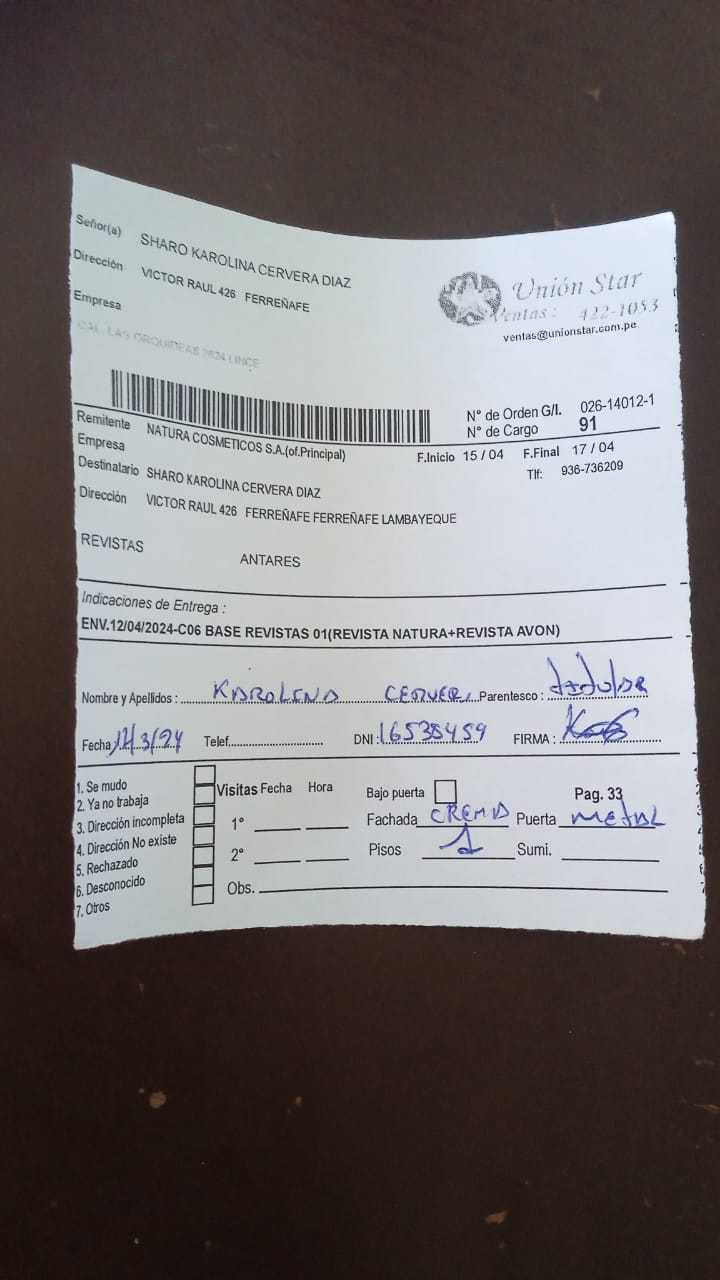 Señor(a) SHARO KAROLINA CERVERA DIAZ
Dirección VICTOR RAUL 426 FERREÑAFE
Empresa
CAL. LAS ORQUIDEAS 2624 LINCE
Unión Star
Ventas : 422-1053
ventas@unionstar.com.pe
N° de Orden G/I. 026-14012-1
N° de Cargo 91
Remitente NATURA COSMETICOS S.A.(of.Principal)
Empresa
F.Inicio 15 / 04 F.Final 17 / 04
Destinatario SHARO KAROLINA CERVERA DIAZ
Tlf: 936-736209
Dirección VICTOR RAUL 426 FERREÑAFE FERREÑAFE LAMBAYEQUE
REVISTAS ANTARES
Indicaciones de Entrega :
ENV.12/04/2024-C06 BASE REVISTAS 01(REVISTA NATURA+REVISTA AVON)
Nombre y Apellidos : KAROLINA CERVERA Parentesco : titular
Fecha Telef. DNI : 16535459 FIRMA :
1. Se mudo
2. Ya no trabaja
3. Dirección incompleta
4. Dirección No existe
5. Rechazado
6. Desconocido
7. Otros
Visitas Fecha Hora
1°
2°
Obs.
Bajo puerta Pag. 33
Fachada CREMA Puerta METAL
Pisos 1 Sumi.